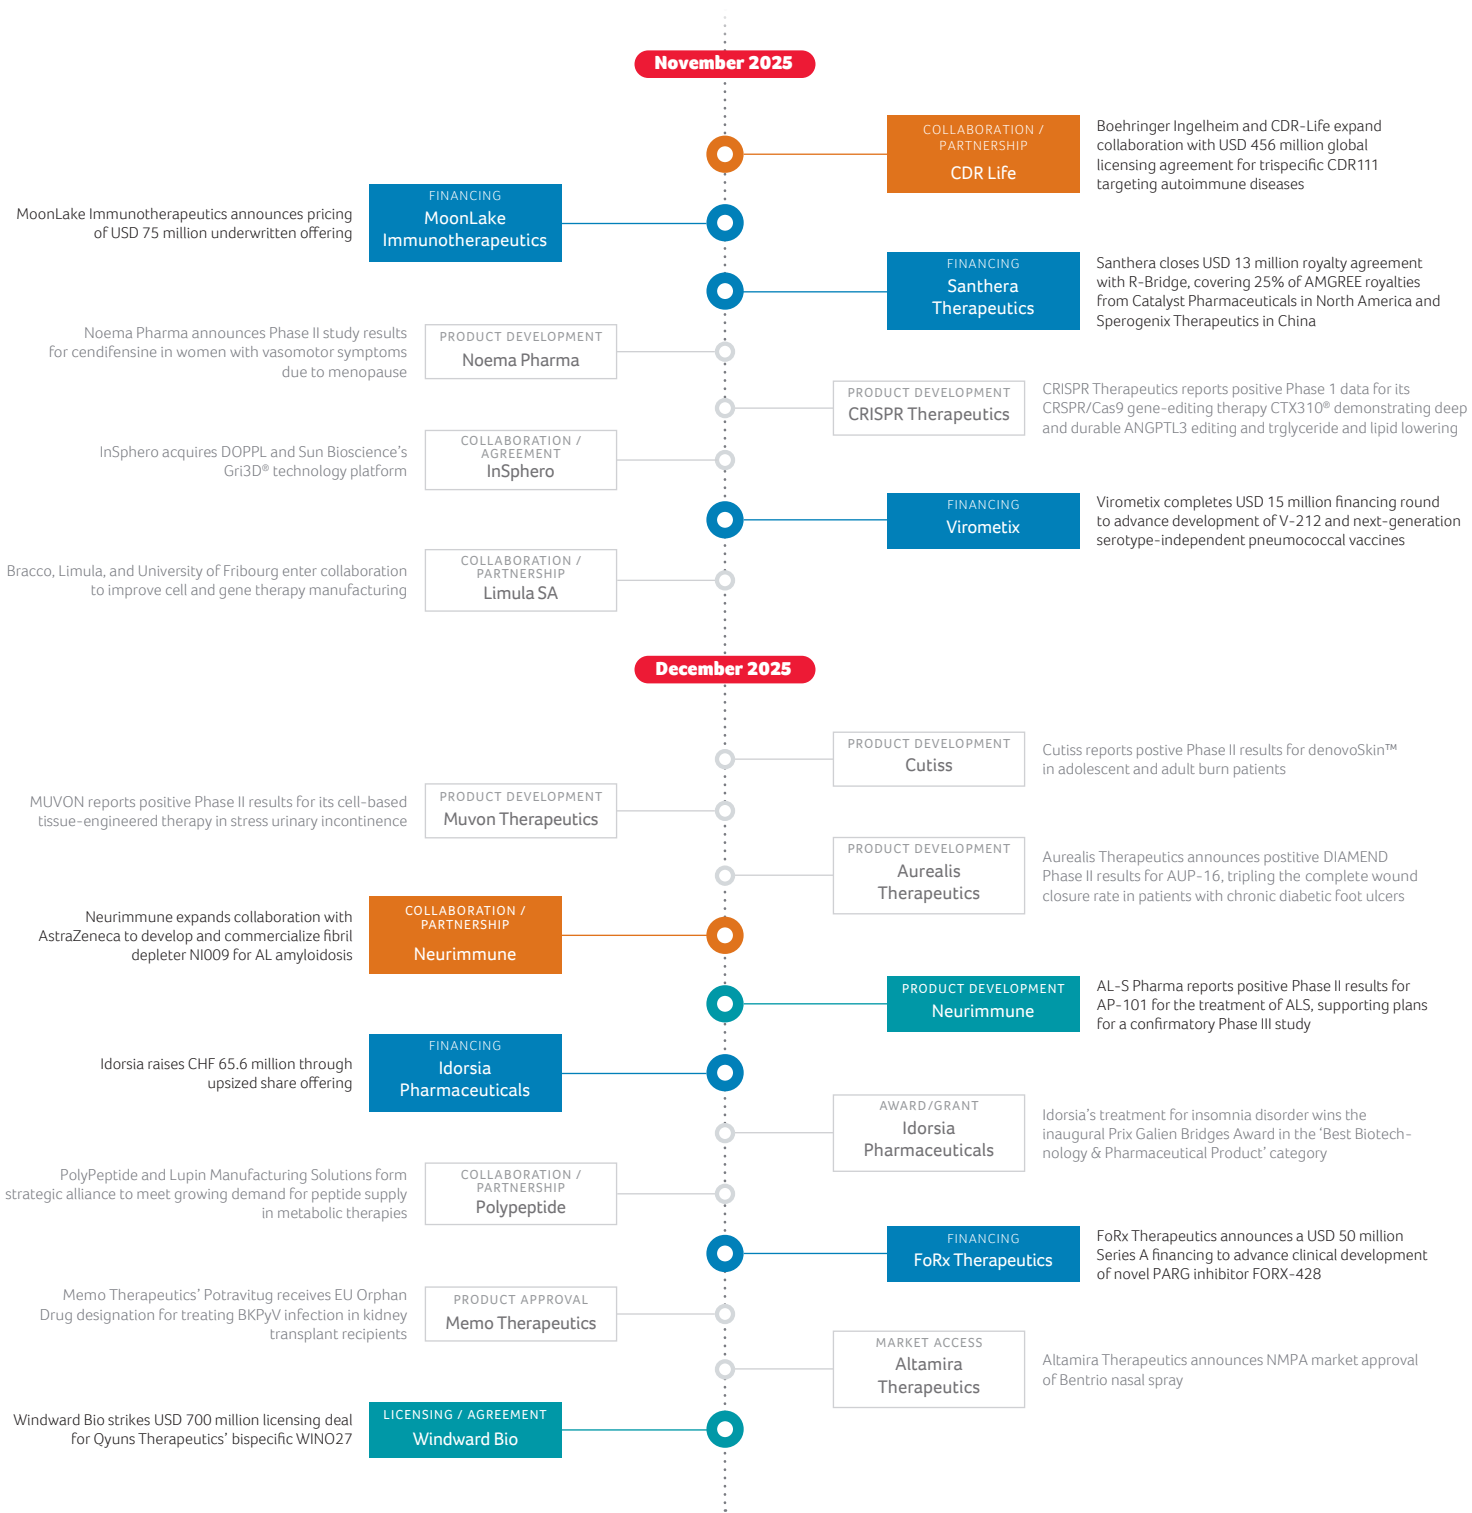 November 2025
COLLABORATION /
PARTNERSHIP
CDR Life
Boehringer Ingelheim and CDR-Life expand
collaboration with USD 456 million global
licensing agreement for trispecific CDR111
targeting autoimmune diseases
MoonLake Immunotherapeutics announces pricing
of USD 75 million underwritten offering
FINANCING
MoonLake
Immunotherapeutics
FINANCING
Santhera
Therapeutics
Santhera closes USD 13 million royalty agreement
with R-Bridge, covering 25% of AMGREE royalties
from Catalyst Pharmaceuticals in North America and
Sperogenix Therapeutics in China
Noema Pharma announces Phase II study results
for cendifensine in women with vasomotor symptoms
due to menopause
PRODUCT DEVELOPMENT
Noema Pharma
PRODUCT DEVELOPMENT
CRISPR Therapeutics
CRISPR Therapeutics reports positive Phase 1 data for its
CRSPR/Cas9 gene-editing therapy CTX310® demonstrating deep
and durable ANGPTL3 editing and trglyceride and lipid lowering
InSphero acquires DOPPL and Sun Bioscience's
Gri3D® technology platform
COLLABORATION /
AGREEMENT
InSphero
FINANCING
Virometix
Virometix completes USD 15 million financing round
to advance development of V-212 and next-generation
serotype-independent pneumococcal vaccines
Bracco, Limula, and University of Fribourg enter collaboration
to improve cell and gene therapy manufacturing
COLLABORATION /
PARTNERSHIP
Limula SA
December 2025
PRODUCT DEVELOPMENT
Cutiss
Cutiss reports postive Phase II results for denovoSkin™
in adolescent and adult burn patients
MUVON reports positive Phase II results for its cell-based
tissue-engineered therapy in stress urinary incontinence
PRODUCT DEVELOPMENT
Muvon Therapeutics
PRODUCT DEVELOPMENT
Aurealis
Therapeutics
Aurealis Therapeutics announces postitive DIAMEND
Phase II results for AUP-16, tripling the complete wound
closure rate in patients with chronic diabetic foot ulcers
Neurimmune expands collaboration with
AstraZeneca to develop and commercialize fibril
depleter NI009 for AL amyloidosis
COLLABORATION /
PARTNERSHIP
Neurimmune
PRODUCT DEVELOPMENT
Neurimmune
AL-S Pharma reports positive Phase II results for
AP-101 for the treatment of ALS, supporting plans
for a confirmatory Phase III study
Idorsia raises CHF 65.6 million through
upsized share offering
FINANCING
Idorsia
Pharmaceuticals
AWARD/GRANT
Idorsia
Pharmaceuticals
Idorsia's treatment for insomnia disorder wins the
inaugural Prix Galien Bridges Award in the 'Best Biotech-
nology & Pharmaceutical Product' category
PolyPeptide and Lupin Manufacturing Solutions form
strategic alliance to meet growing demand for peptide supply
in metabolic therapies
COLLABORATION /
PARTNERSHIP
Polypeptide
FINANCING
FoRx Therapeutics
FoRx Therapeutics announces a USD 50 million
Series A financing to advance clinical development
of novel PARG inhibitor FORX-428
Memo Therapeutics' Potravitug receives EU Orphan
Drug designation for treating BKPyV infection in kidney
transplant recipients
PRODUCT APPROVAL
Memo Therapeutics
MARKET ACCESS
Altamira
Therapeutics
Altamira Therapeutics announces NMPA market approval
of Bentrio nasal spray
Windward Bio strikes USD 700 million licensing deal
for Qyuns Therapeutics' bispecific WINO27
LICENSING / AGREEMENT
Windward Bio